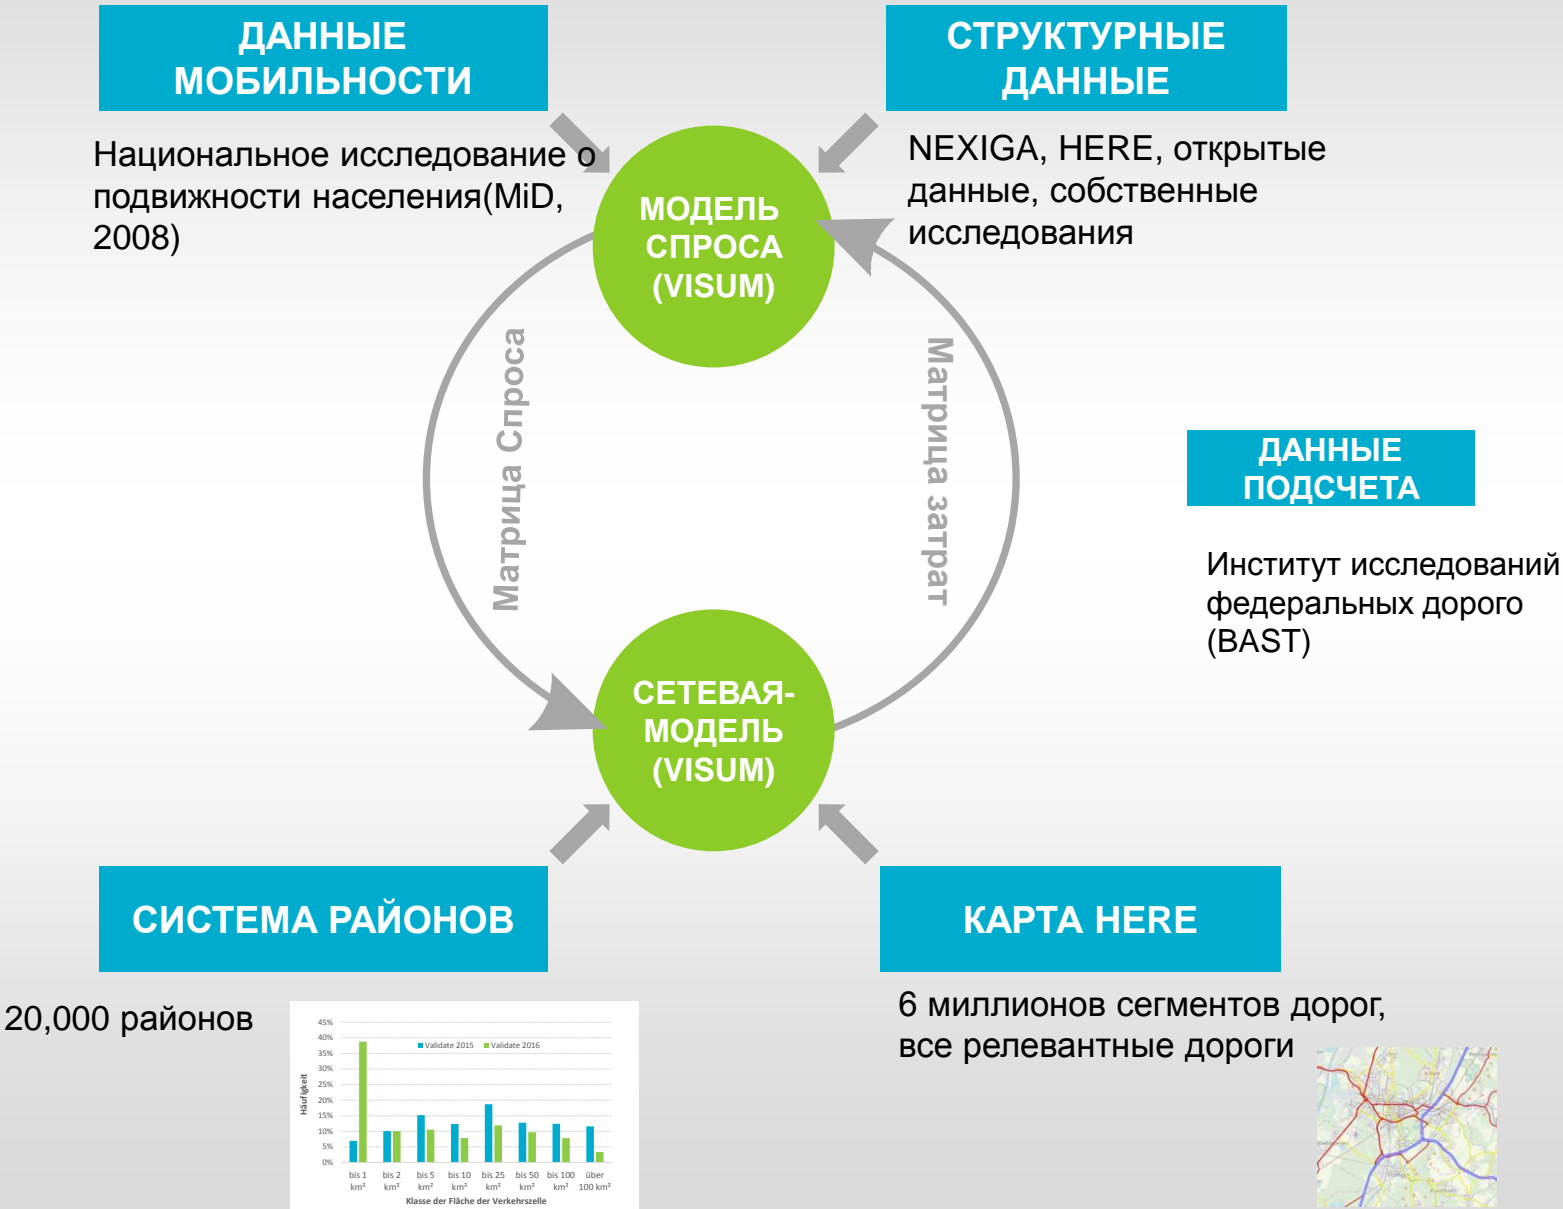 ДАННЫЕ
МОБИЛЬНОСТИ
СТРУКТУРНЫЕ
ДАННЫЕ
Национальное исследование о
подвижности населения(MiD,
2008)
NEXIGA, HERE, открытые
данные, собственные
исследования
МОДЕЛЬ
СПРОСА
(VISUM)
Матрица Спроса
Матрица затрат
ДАННЫЕ
ПОДСЧЕТА
Институт исследований
федеральных дорого
(BAST)
СЕТЕВАЯ-
МОДЕЛЬ
(VISUM)
СИСТЕМА РАЙОНОВ
КАРТА HERE
20,000 районов
6 миллионов сегментов дорог,
все релевантные дороги
45%
40%
35%
30%
25%
20%
15%
10%
5%
0%
Häufigkeit
Validate 2015 Validate 2016
bis 1 bis 2 bis 5 bis 10 bis 25 bis 50 bis 100 über
km² km² km² km² km² km² km² 100 km²
Klasse der Fläche der Verkehrszelle